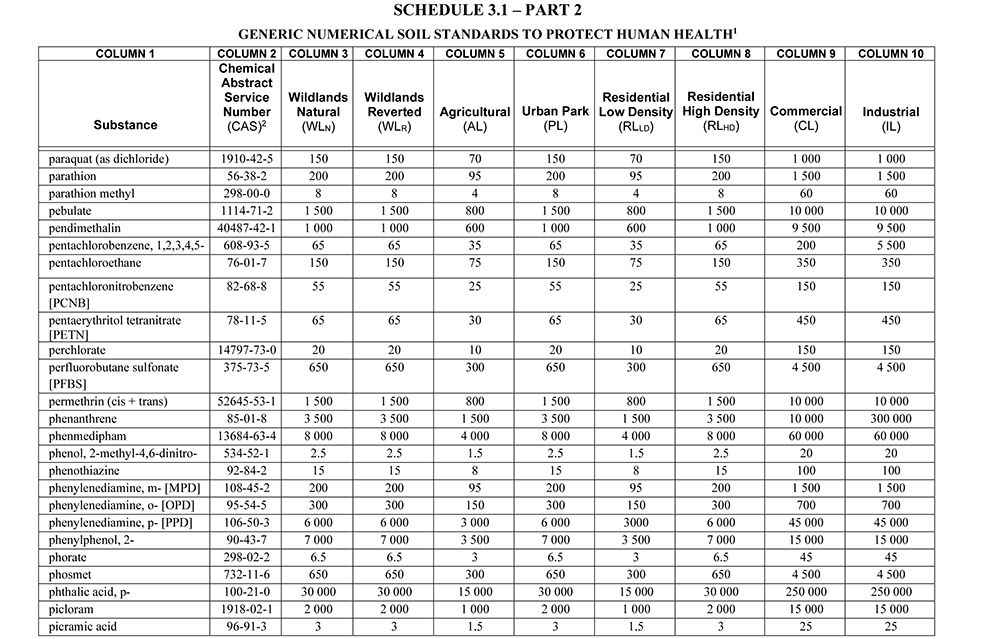 SCHEDULE 3.1 – PART 2
GENERIC NUMERICAL SOIL STANDARDS TO PROTECT HUMAN HEALTH1
COLUMN 1 COLUMN 2 COLUMN 3 COLUMN 4 COLUMN 5 COLUMN 6 COLUMN 7 COLUMN 8 COLUMN 9 COLUMN 10
Substance Chemical Abstract Service Number (CAS)2 Wildlands Natural (WLN) Wildlands Reverted (WLR) Agricultural (AL) Urban Park (PL) Residential Low Density (RLLD) Residential High Density (RLHD) Commercial (CL) Industrial (IL)
paraquat (as dichloride) 1910-42-5 150 150 70 150 70 150 1 000 1 000
parathion 56-38-2 200 200 95 200 95 200 1 500 1 500
parathion methyl 298-00-0 8 8 4 8 4 8 60 60
pebulate 1114-71-2 1 500 1 500 800 1 500 800 1 500 10 000 10 000
pendimethalin 40487-42-1 1 000 1 000 600 1 000 600 1 000 9 500 9 500
pentachlorobenzene, 1,2,3,4,5- 608-93-5 65 65 35 65 35 65 200 5 500
pentachloroethane 76-01-7 150 150 75 150 75 150 350 350
pentachloronitrobenzene [PCNB] 82-68-8 55 55 25 55 25 55 150 150
pentaerythritol tetranitrate [PETN] 78-11-5 65 65 30 65 30 65 450 450
perchlorate 14797-73-0 20 20 10 20 10 20 150 150
perfluorobutane sulfonate [PFBS] 375-73-5 650 650 300 650 300 650 4 500 4 500
permethrin (cis + trans) 52645-53-1 1 500 1 500 800 1 500 800 1 500 10 000 10 000
phenanthrene 85-01-8 3 500 3 500 1 500 3 500 1 500 3 500 10 000 300 000
phenmedipham 13684-63-4 8 000 8 000 4 000 8 000 4 000 8 000 60 000 60 000
phenol, 2-methyl-4,6-dinitro- 534-52-1 2.5 2.5 1.5 2.5 1.5 2.5 20 20
phenothiazine 92-84-2 15 15 8 15 8 15 100 100
phenylenediamine, m- [MPD] 108-45-2 200 200 95 200 95 200 1 500 1 500
phenylenediamine, o- [OPD] 95-54-5 300 300 150 300 150 300 700 700
phenylenediamine, p- [PPD] 106-50-3 6 000 6 000 3 000 6 000 3000 6 000 45 000 45 000
phenylphenol, 2- 90-43-7 7 000 7 000 3 500 7 000 3 500 7 000 15 000 15 000
phorate 298-02-2 6.5 6.5 3 6.5 3 6.5 45 45
phosmet 732-11-6 650 650 300 650 300 650 4 500 4 500
phthalic acid, p- 100-21-0 30 000 30 000 15 000 30 000 15 000 30 000 250 000 250 000
picloram 1918-02-1 2 000 2 000 1 000 2 000 1 000 2 000 15 000 15 000
picramic acid 96-91-3 3 3 1.5 3 1.5 3 25 25